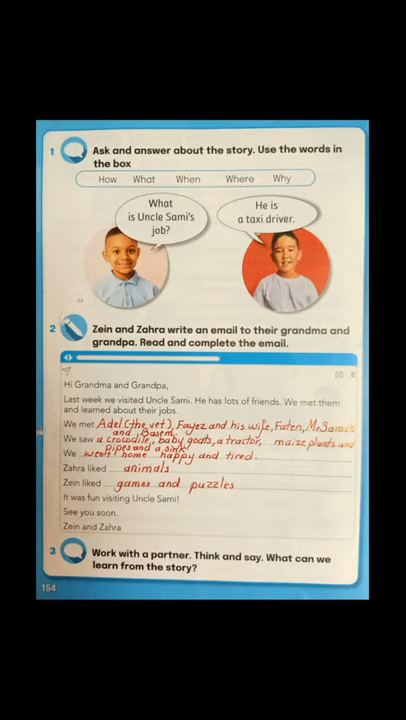 1 Ask and answer about the story. Use the words in
the box
How What When Where Why
What
is Uncle Sami's
job?
He is
a taxi driver.
2 Zein and Zahra write an email to their grandma and
grandpa. Read and complete the email.
Hi Grandma and Grandpa,
Last week we visited Uncle Sami. He has lots of friends. We met them
and learned about their jobs.
We met Adel (the vet), Fayez and his wife, Faten, Mr. Sameh
and Basem.
We saw a crocodile, baby goats, a tractor, maize plants and
pipes and a sink
We went home happy and tired.
Zahra liked animals
Zein liked games and puzzles
It was fun visiting Uncle Sami!
See you soon.
Zein and Zahra
3 Work with a partner. Think and say. What can we
learn from the story?
154